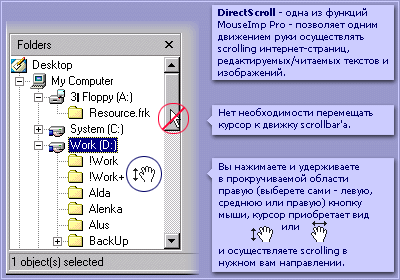 Folders
Desktop
My Computer
3½ Floppy (A:)
Resource.frk
System (C:)
Work (D:)
!Work
!Work+
Alda
Alenka
Alus
BackUp
1 object(s) selected
DirectScroll - одна из функций
MouseImp Pro - позволяет одним
движением руки осуществлять
scrolling интернет-страниц,
редактируемых/читаемых текстов и
изображений.
Нет необходимости перемещать
курсор к движку scrollbar'а.
Вы нажимаете и удерживаете
в прокручиваемой области
правую (выберете сами - левую,
среднюю или правую) кнопку
мыши, курсор приобретает вид
или
и осуществляете scrolling в
нужном вам направлении.